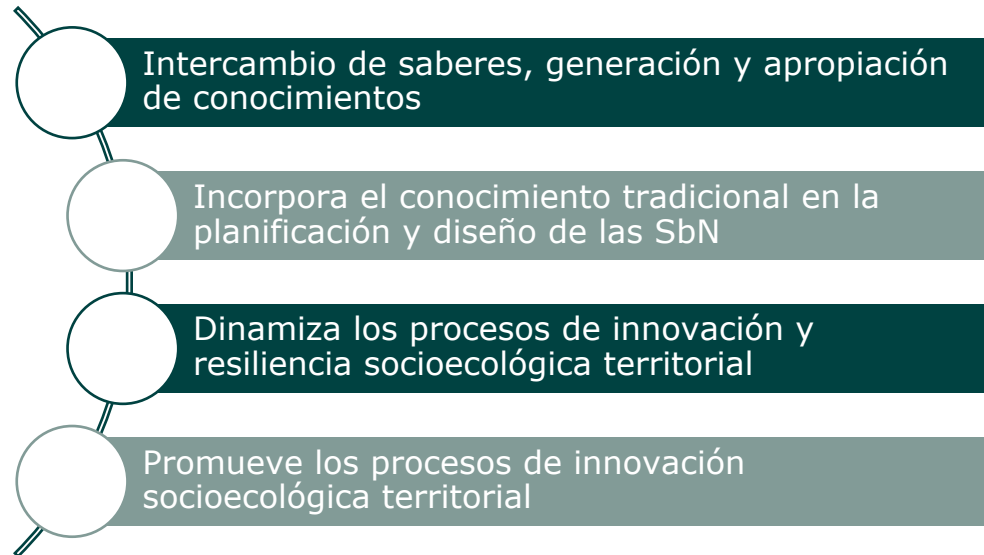 Intercambio de saberes, generación y apropiación
de conocimientos
Incorpora el conocimiento tradicional en la
planificación y diseño de las SbN
Dinamiza los procesos de innovación y
resiliencia socioecológica territorial
Promueve los procesos de innovación
socioecológica territorial